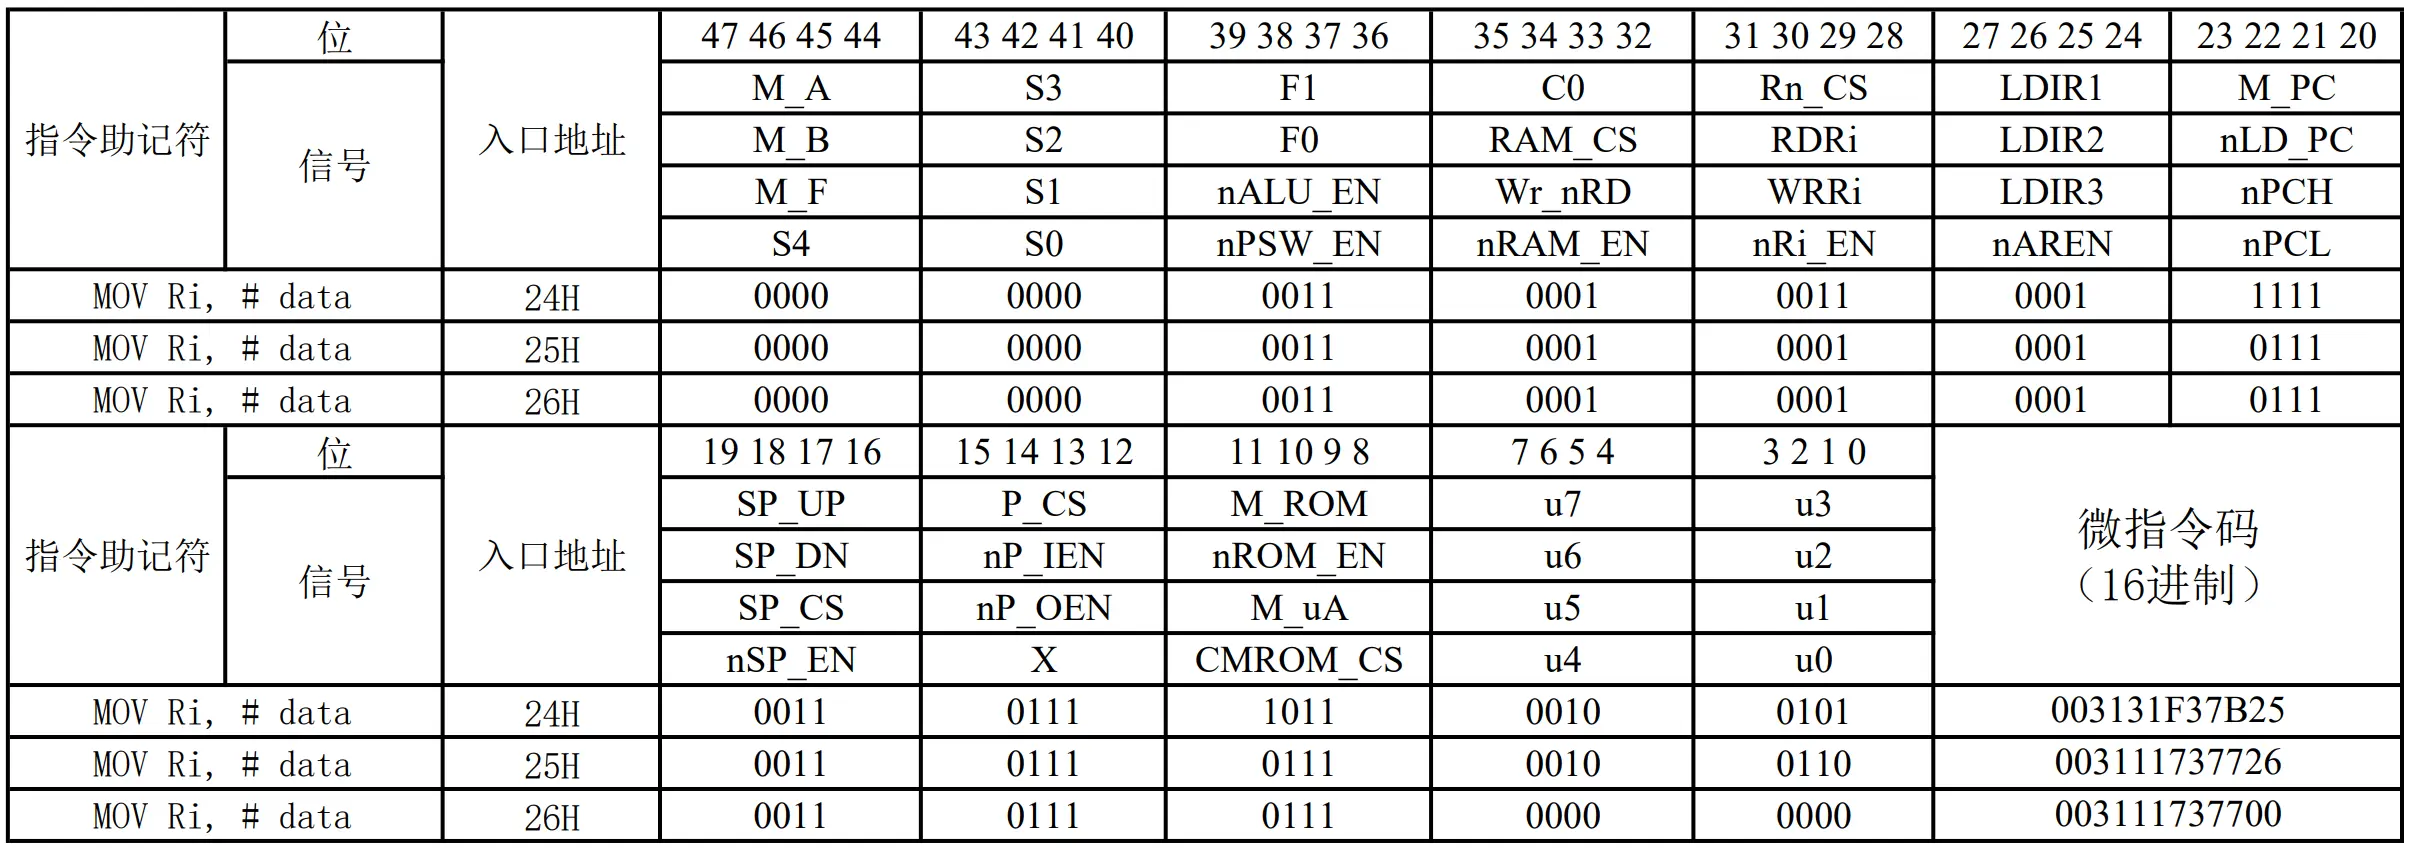 指令助记符 位 入口地址 47 46 45 44 43 42 41 40 39 38 37 36 35 34 33 32 31 30 29 28 27 26 25 24 23 22 21 20
信号 M_A S3 F1 C0 Rn_CS LDIR1 M_PC
M_B S2 F0 RAM_CS RDRi LDIR2 nLD_PC
M_F S1 nALU_EN Wr_nRD WRRi LDIR3 nPCH
S4 S0 nPSW_EN nRAM_EN nRi_EN nAREN nPCL
MOV Ri, # data 24H 0000 0000 0011 0001 0011 0001 1111
MOV Ri, # data 25H 0000 0000 0011 0001 0001 0001 0111
MOV Ri, # data 26H 0000 0000 0011 0001 0001 0001 0111
指令助记符 位 入口地址 19 18 17 16 15 14 13 12 11 10 9 8 7 6 5 4 3 2 1 0 微指令码
（16进制）
信号 SP_UP P_CS M_ROM u7 u3
SP_DN nP_IEN nROM_EN u6 u2
SP_CS nP_OEN M_uA u5 u1
nSP_EN X CMROM_CS u4 u0
MOV Ri, # data 24H 0011 0111 1011 0010 0101 003131F37B25
MOV Ri, # data 25H 0011 0111 0111 0010 0110 003111737726
MOV Ri, # data 26H 0011 0111 0111 0000 0000 003111737700